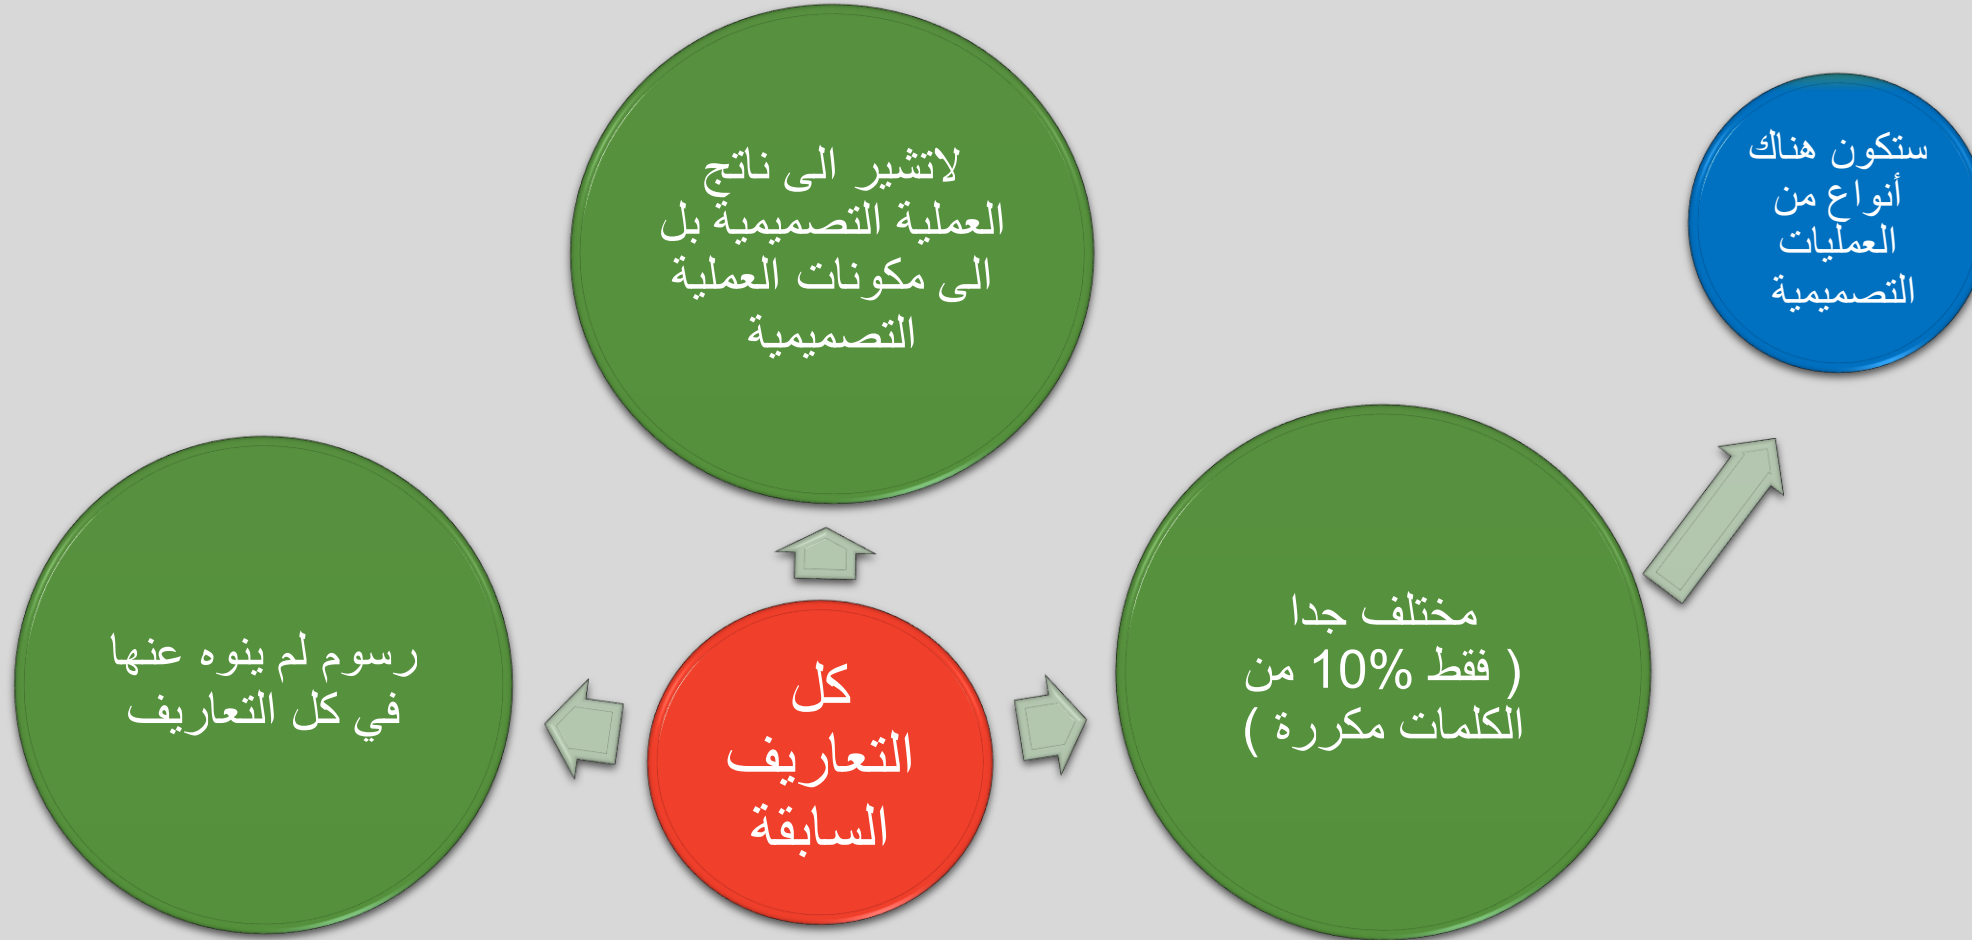 لاتشير الى ناتج
العملية التصميمية بل
الى مكونات العملية
التصميمية
ستكون هناك
أنواع من
العمليات
التصميمية
مختلف جدا
( فقط 10% من
الكلمات مكررة )
كل
التعاريف
السابقة
رسوم لم ينوه عنها
في كل التعاريف